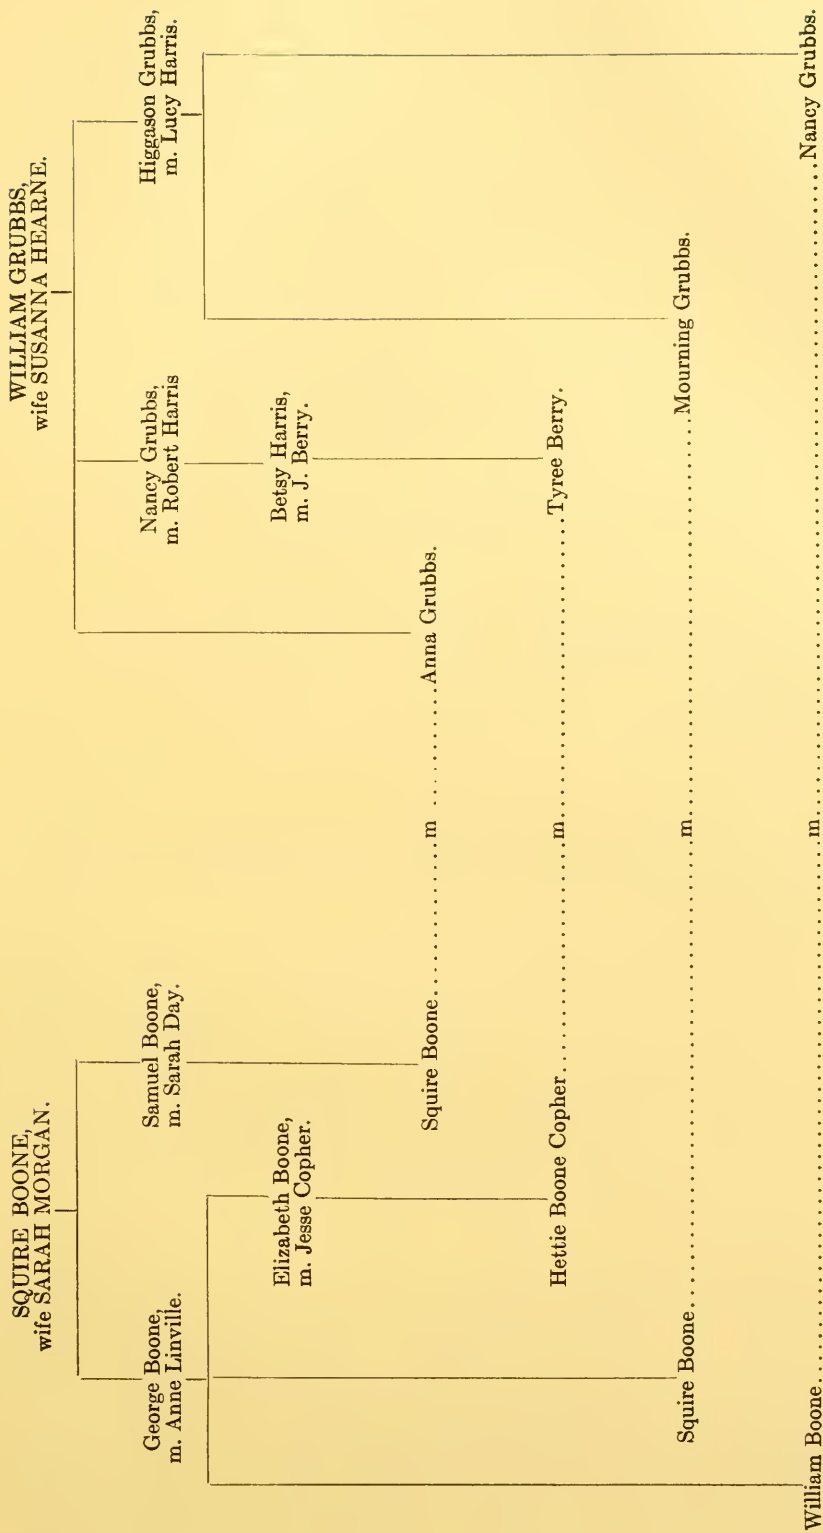 SQUIRE BOONE,
wife SARAH MORGAN.
WILLIAM GRUBBS,
wife SUSANNA HEARNE.
George Boone,
m. Anne Linville.
Samuel Boone,
m. Sarah Day.
Nancy Grubbs,
m. Robert Harris
Higgason Grubbs,
m. Lucy Harris.
Elizabeth Boone,
m. Jesse Copher.
Betsy Harris,
m. J. Berry.
Squire Boone....................m ............Anna Grubbs.
Hettie Boone Copher........................m................................Tyree Berry.
Squire Boone................................................m........................................Mourning Grubbs.
William Boone........................................................m................................................................Nancy Grubbs.